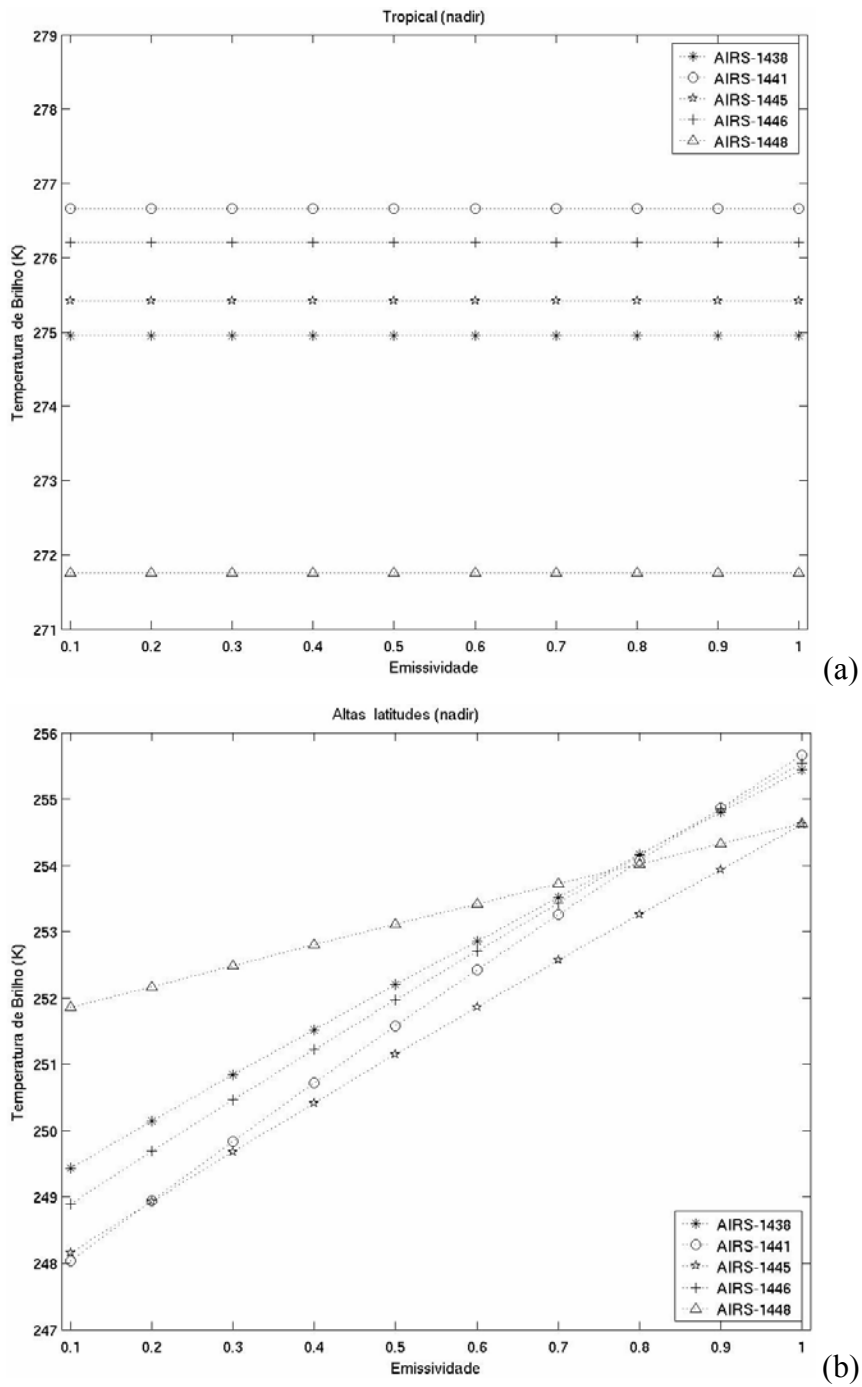 Tropical (nadir)
279
278
277
276
275
274
273
272
271
Temperatura de Brilho (K)
AIRS-1438
AIRS-1441
AIRS-1445
AIRS-1446
AIRS-1448
0.1 0.2 0.3 0.4 0.5 0.6 0.7 0.8 0.9 1
Emissividade
(a)
Altas latitudes (nadir)
256
255
254
253
252
251
250
249
248
247
Temperatura de Brilho (K)
AIRS-1438
AIRS-1441
AIRS-1445
AIRS-1446
AIRS-1448
0.1 0.2 0.3 0.4 0.5 0.6 0.7 0.8 0.9 1
Emissividade
(b)